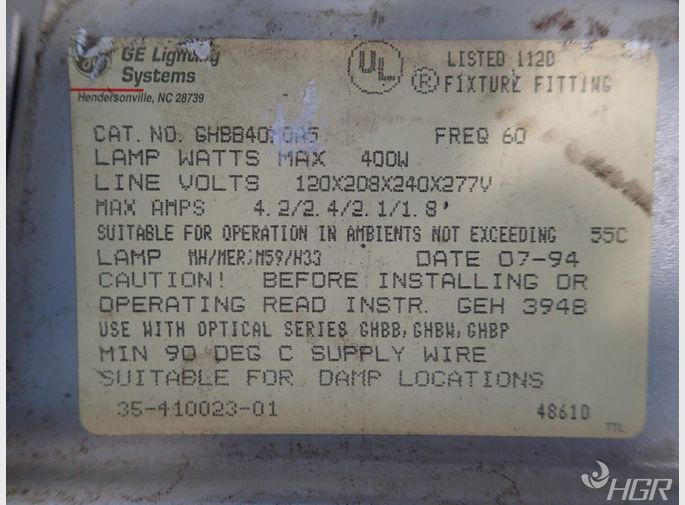 GE Lighting
Systems
Hendersonville, NC 28739
UL
®
LISTED 112D
FIXTURE FITTING
CAT. NO. FREQ 60
LAMP WATTS MAX 400W
LINE VOLTS 120X208X240X277V
MAX AMPS 4.2/2.4/2.1/1.8'
SUITABLE FOR OPERATION IN AMBIENTS NOT EXCEEDING 55C
LAMP MH/MER:M59/H33 DATE 07-94
CAUTION! BEFORE INSTALLING OR
OPERATING READ INSTR. GEH 3948
USE WITH OPTICAL SERIES GHBB, GHBW, GHBP
MIN 90 DEG C SUPPLY WIRE
SUITABLE FOR DAMP LOCATIONS
35-410023-01 48610
TTL
HGR